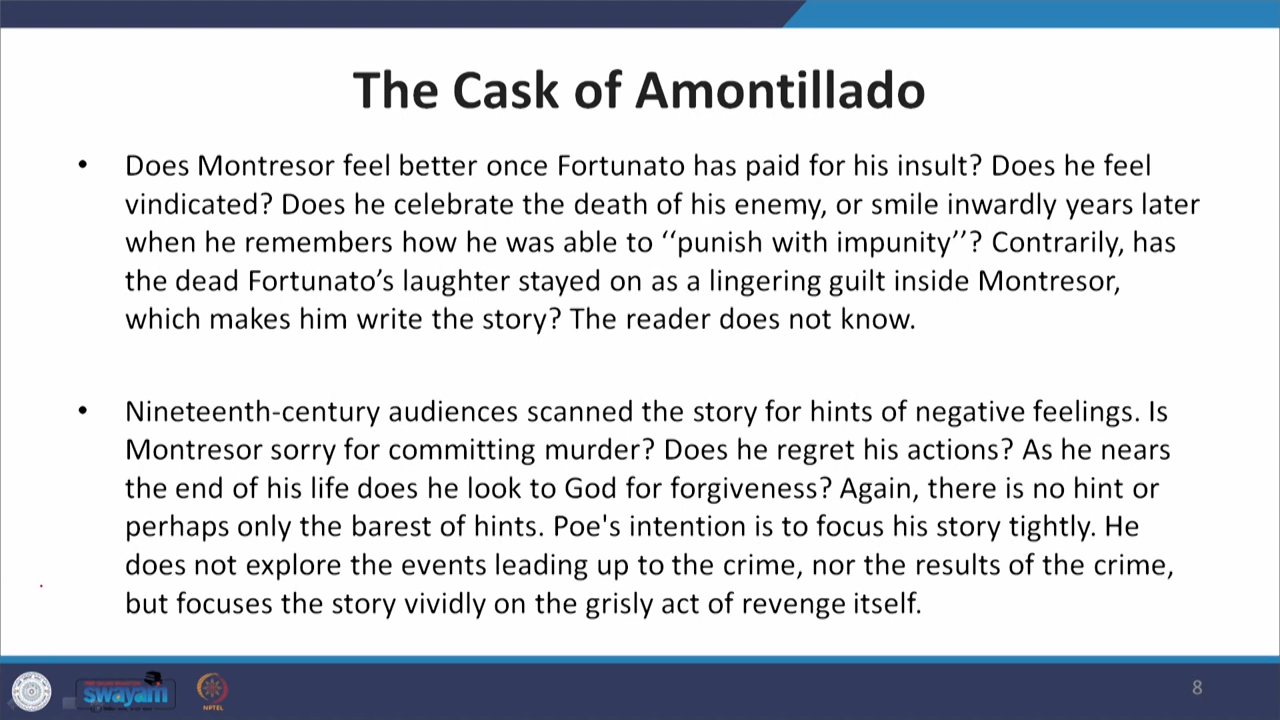 The Cask of Amontillado
• Does Montresor feel better once Fortunato has paid for his insult? Does he feel
vindicated? Does he celebrate the death of his enemy, or smile inwardly years later
when he remembers how he was able to ‘‘punish with impunity’’? Contrarily, has
the dead Fortunato’s laughter stayed on as a lingering guilt inside Montresor,
which makes him write the story? The reader does not know.
• Nineteenth-century audiences scanned the story for hints of negative feelings. Is
Montresor sorry for committing murder? Does he regret his actions? As he nears
the end of his life does he look to God for forgiveness? Again, there is no hint or
perhaps only the barest of hints. Poe's intention is to focus his story tightly. He
does not explore the events leading up to the crime, nor the results of the crime,
but focuses the story vividly on the grisly act of revenge itself.
swayam
NPTEL
8